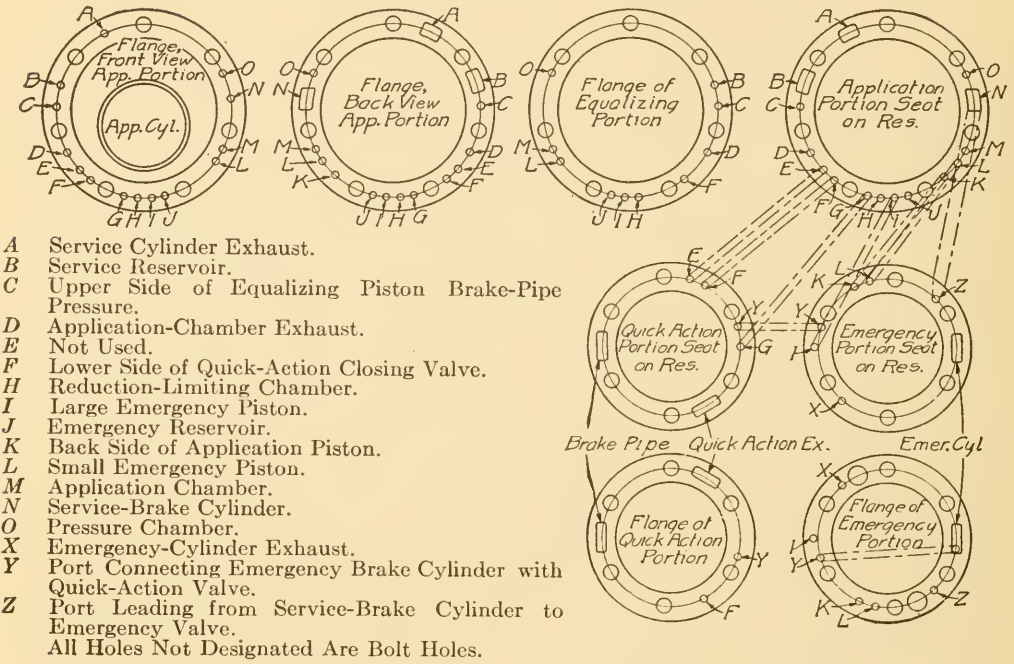 A
Flange,
Front View
App. Portion
B
C
App. Cyl.
D
E
F
G H I J
O
N
M
L
A
O
N
Flange,
Back View
App. Portion
B
C
M
L
K
D
E
F
J I H G
O
Flange of
Equalizing
Portion
B
C
M
L
D
F
J I H
A
B
C
Application
Portion Seat
on Res.
O
N
D
E
F
G
H
I
J
M
L
K
E
F
Quick Action
Portion Seat
on Res.
Y
G
L
K
Z
Y
I
Emergency
Portion Seat
on Res.
X
Brake Pipe
Quick Action Ex.
Emer. Cyl
Flange of
Quick Action
Portion
Y
F
X
Flange of
Emergency
Portion
I
Y
K
L
Z
A Service Cylinder Exhaust.
B Service Reservoir.
C Upper Side of Equalizing Piston Brake-Pipe
Pressure.
D Application-Chamber Exhaust.
E Not Used.
F Lower Side of Quick-Action Closing Valve.
H Reduction-Limiting Chamber.
I Large Emergency Piston.
J Emergency Reservoir.
K Back Side of Application Piston.
L Small Emergency Piston.
M Application Chamber.
N Service-Brake Cylinder.
O Pressure Chamber.
X Emergency-Cylinder Exhaust.
Y Port Connecting Emergency Brake Cylinder with
Quick-Action Valve.
Z Port Leading from Service-Brake Cylinder to
Emergency Valve.
All Holes Not Designated Are Bolt Holes.